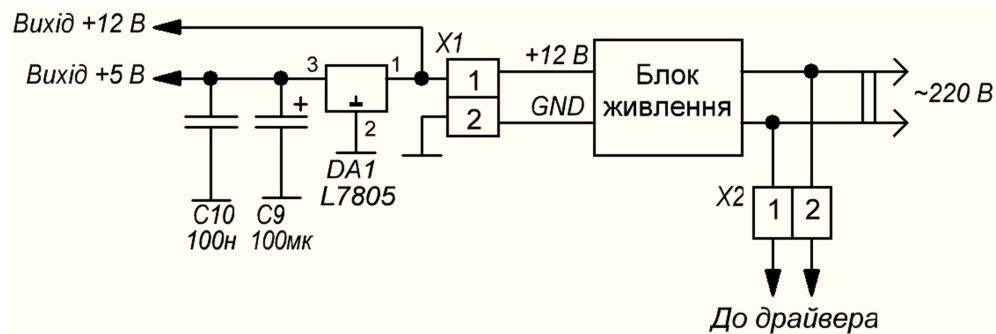 Вихід +12 В
Вихід +5 В
3
1
2
+
DA1
L7805
C10
100н
C9
100мк
X1
1
2
+12 В
GND
Блок
живлення
~220 В
X2
1
2
До драйвера